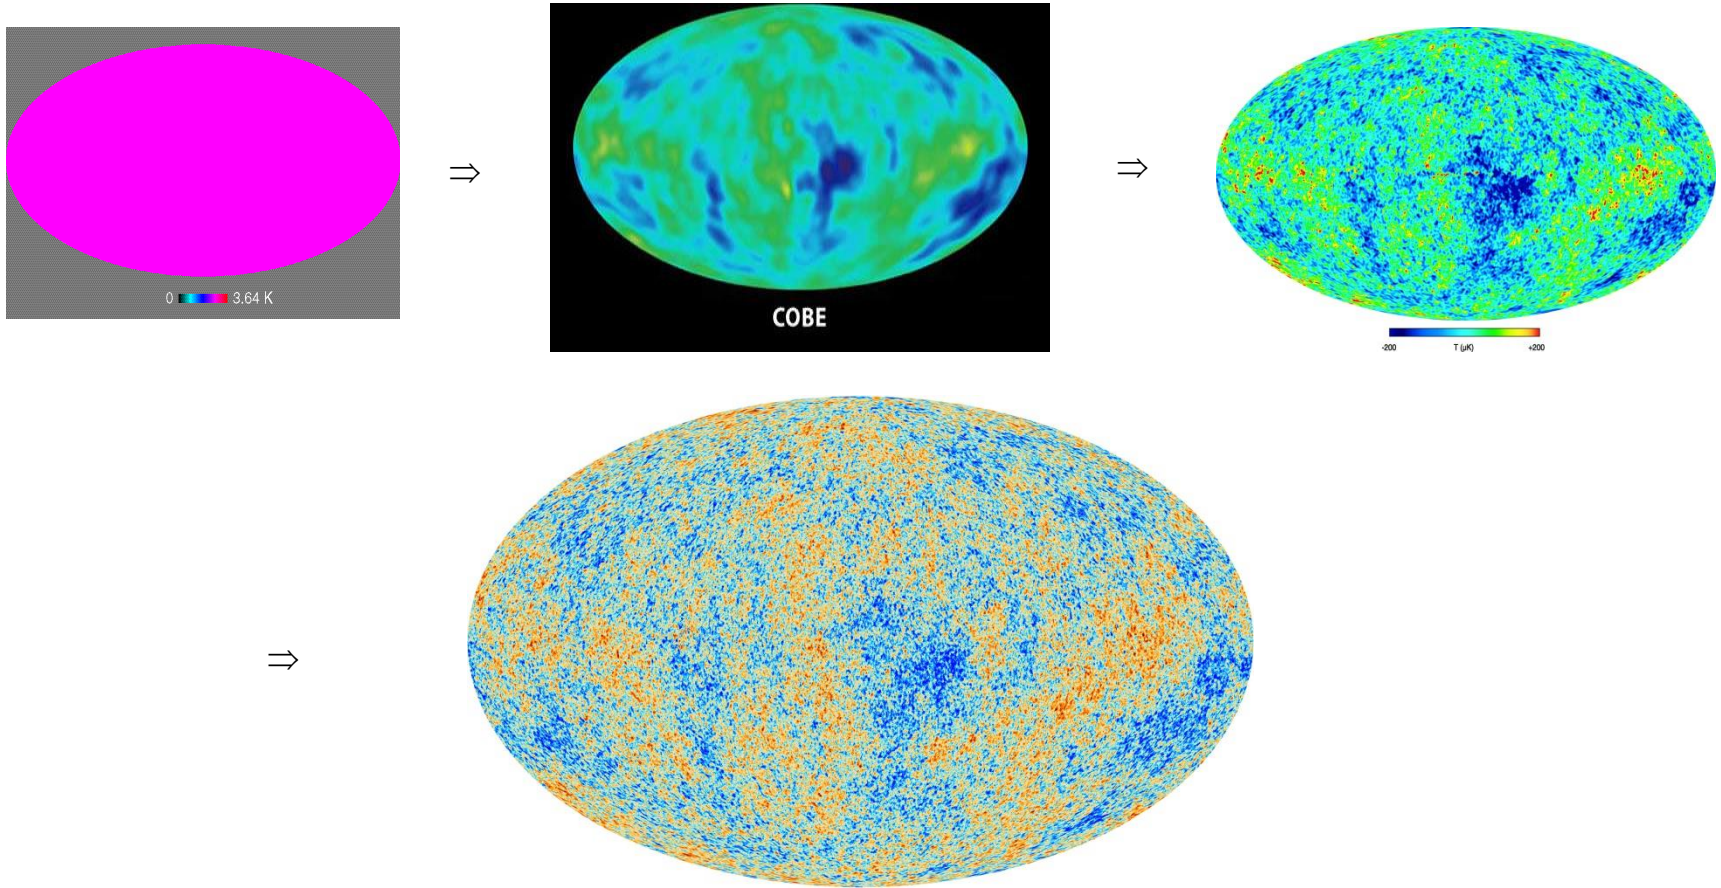 0 3.64 K
⇒
COBE
⇒
-200 T (μK) +200
⇒